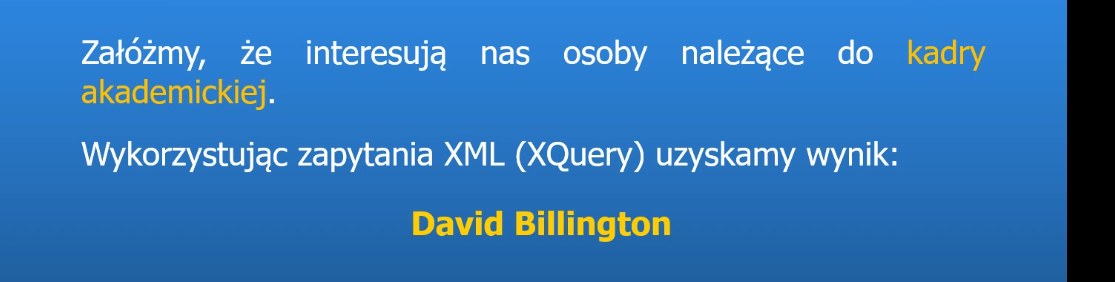 Załóżmy, że interesują nas osoby należące do kadry
akademickiej.
Wykorzystując zapytania XML (XQuery) uzyskamy wynik:
David Billington